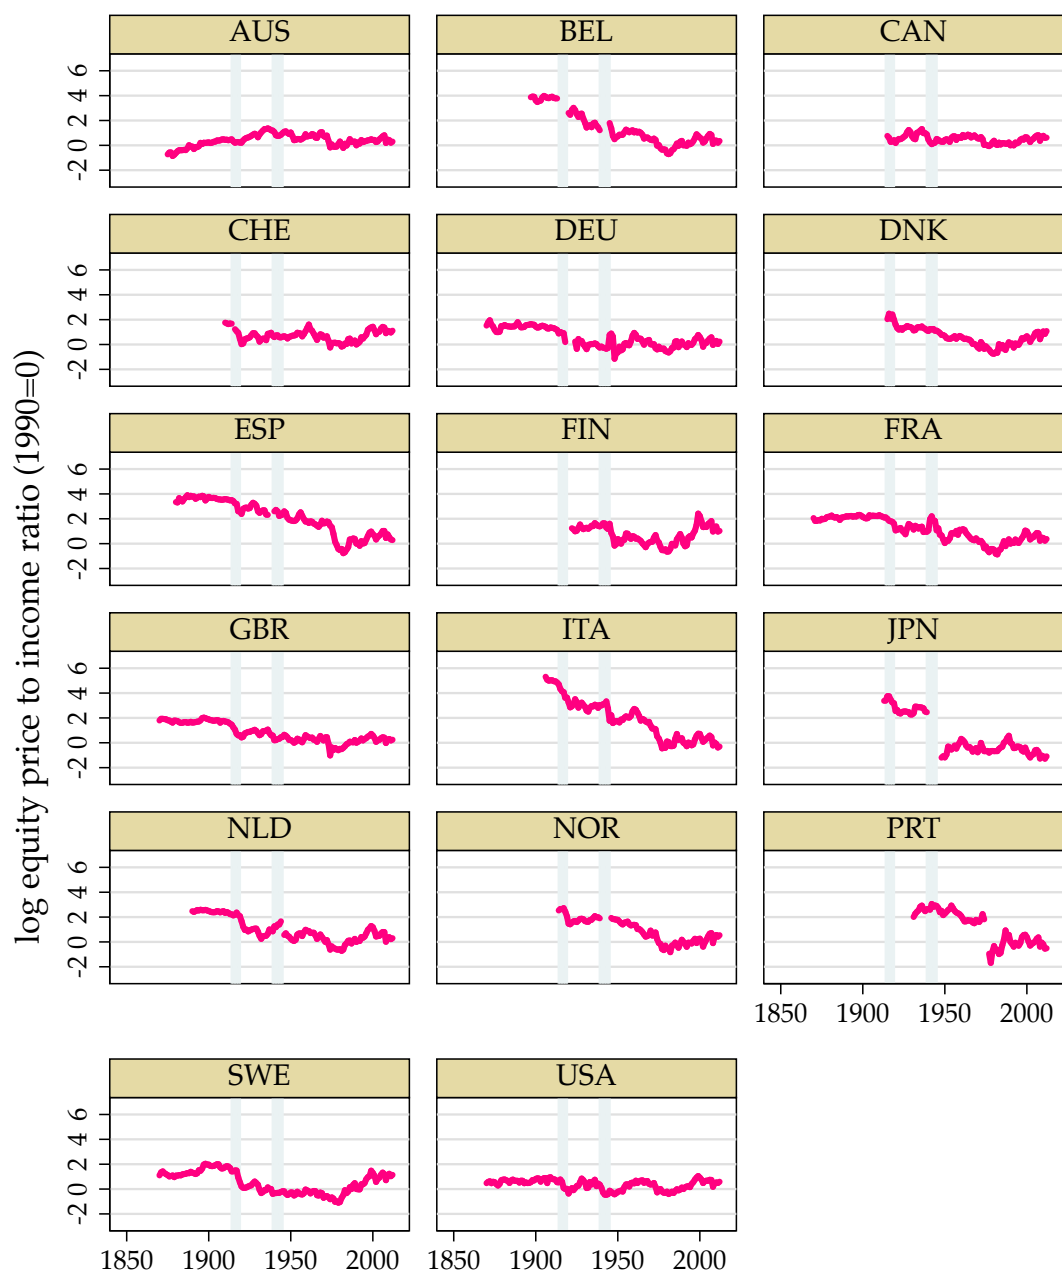 log equity price to income ratio (1990=0)
AUS BEL CAN
-2 0 2 4 6
CHE DEU DNK
-2 0 2 4 6
ESP FIN FRA
-2 0 2 4 6
GBR ITA JPN
-2 0 2 4 6
NLD NOR PRT
-2 0 2 4 6
1850 1900 1950 2000
SWE USA
-2 0 2 4 6
1850 1900 1950 2000 1850 1900 1950 2000